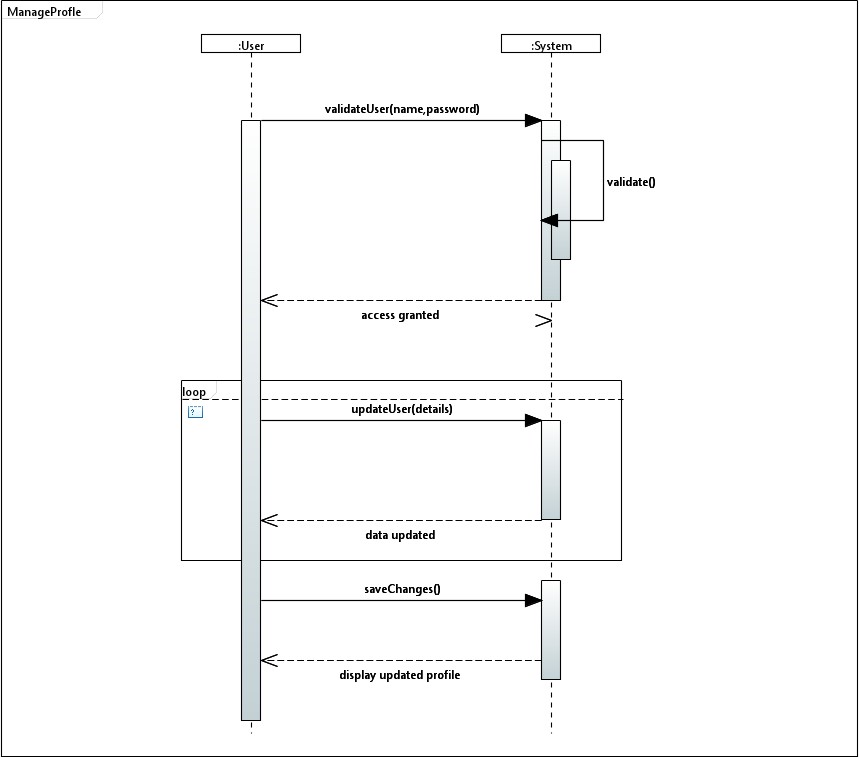 ManageProfle
:User
:System
validateUser(name,password)
validate()
access granted
loop
?
updateUser(details)
data updated
saveChanges()
display updated profile